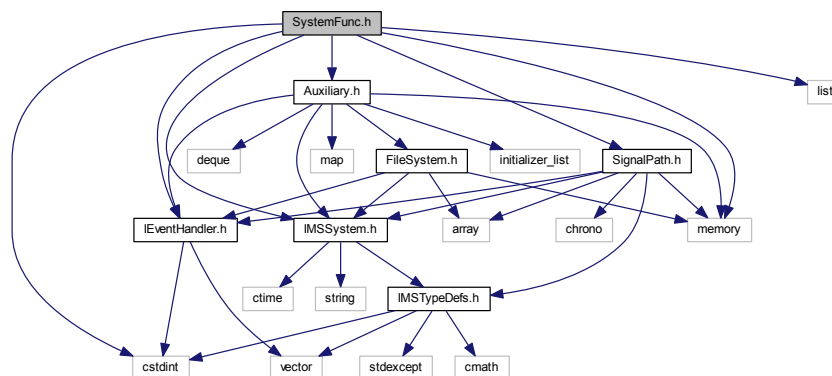 SystemFunc.h
Auxiliary.h
list
deque
map
FileSystem.h
initializer_list
SignalPath.h
IEventHandler.h
IMSSystem.h
array
chrono
memory
ctime
string
IMSTypeDefs.h
cstdint
vector
stdexcept
cmath